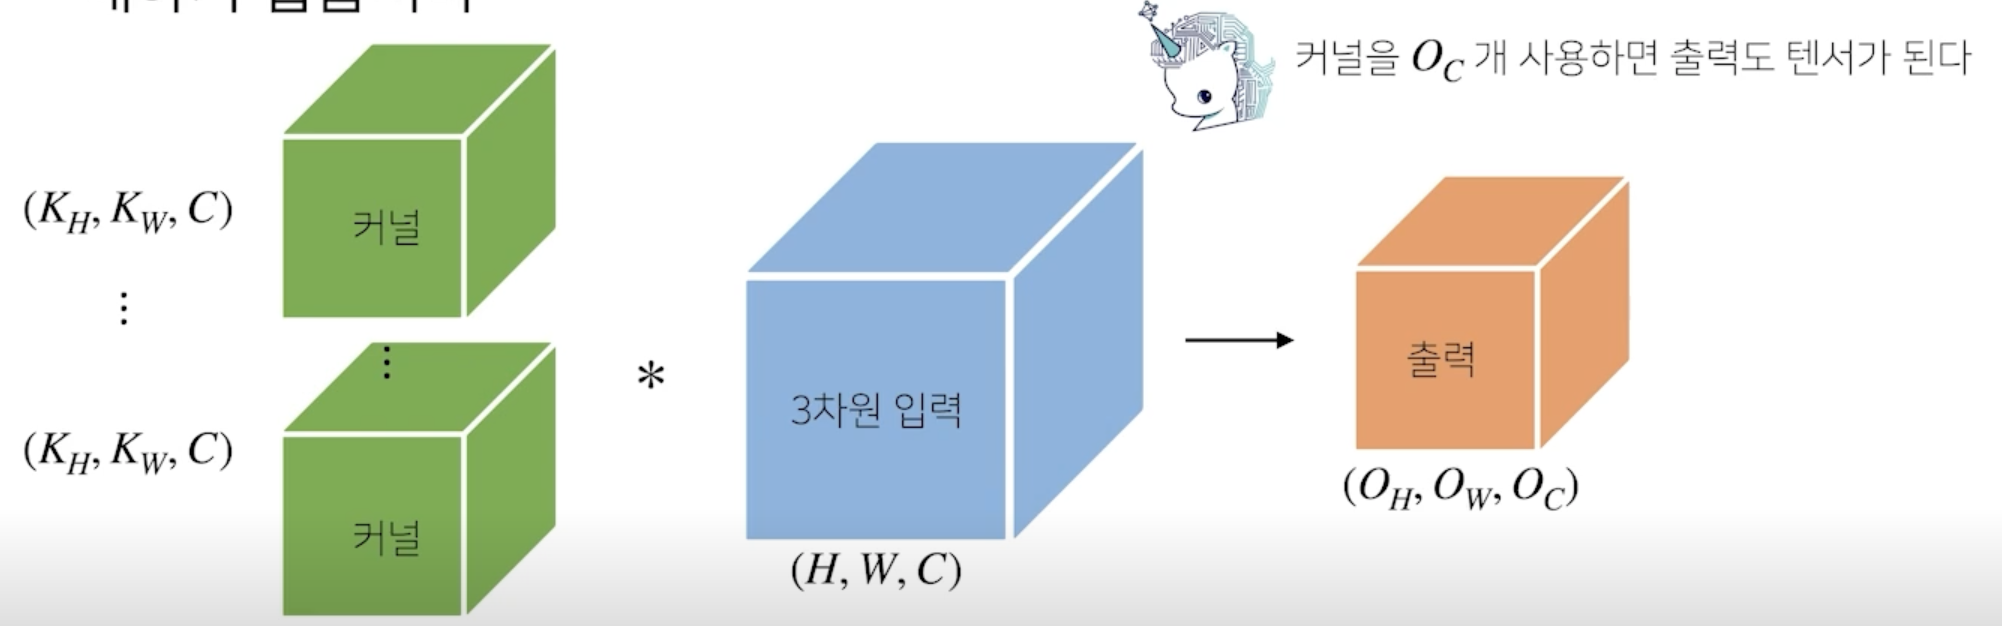 커널을 O_C 개 사용하면 출력도 텐서가 된다
(K_H, K_W, C)
커널
⋮
⋮
(K_H, K_W, C)
커널
*
3차원 입력
(H, W, C)
출력
(O_H, O_W, O_C)